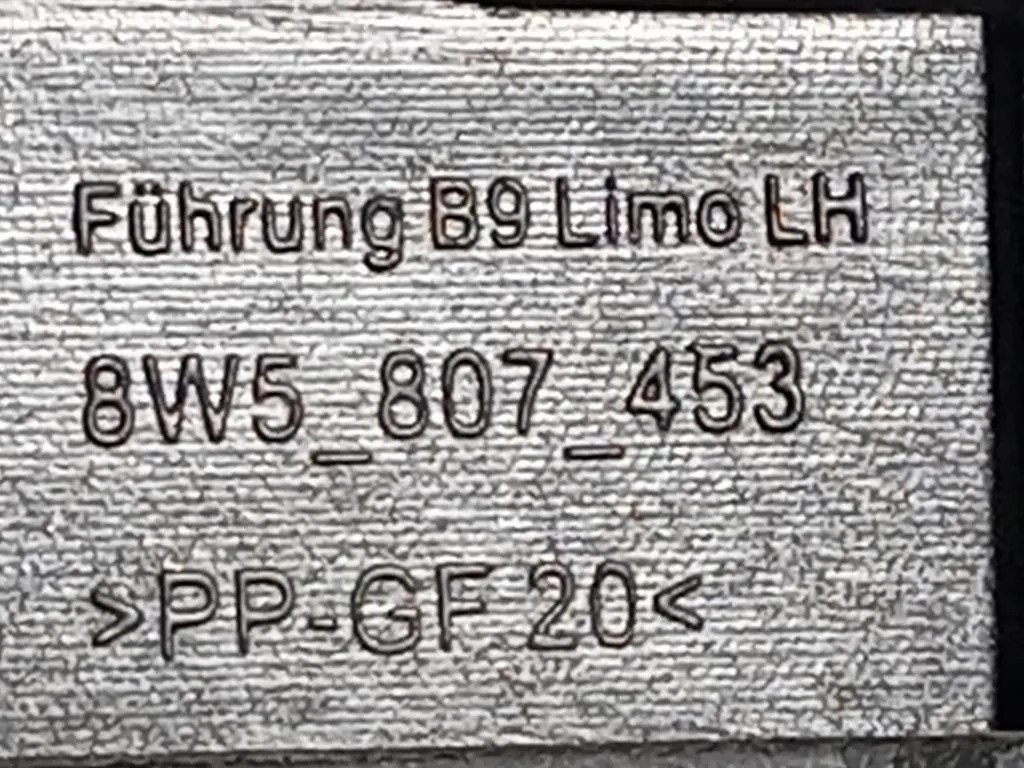 Führung B9 Limo LH
8W5_807_453
>PP-GF 20<